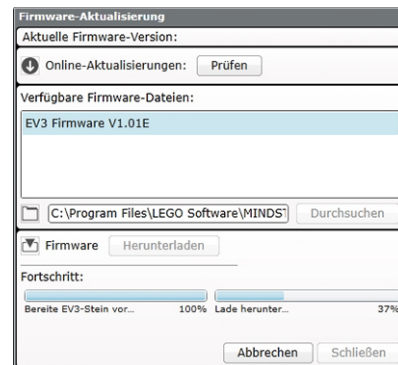 Firmware-Aktualisierung
Aktuelle Firmware-Version:
Online-Aktualisierungen: Prüfen
Verfügbare Firmware-Dateien:
EV3 Firmware V1.01E
C:\Program Files\LEGO Software\MINDST Durchsuchen
Firmware Herunterladen
Fortschritt:
Bereite EV3-Stein vor... 100% Lade herunter... 37%
Abbrechen Schließen